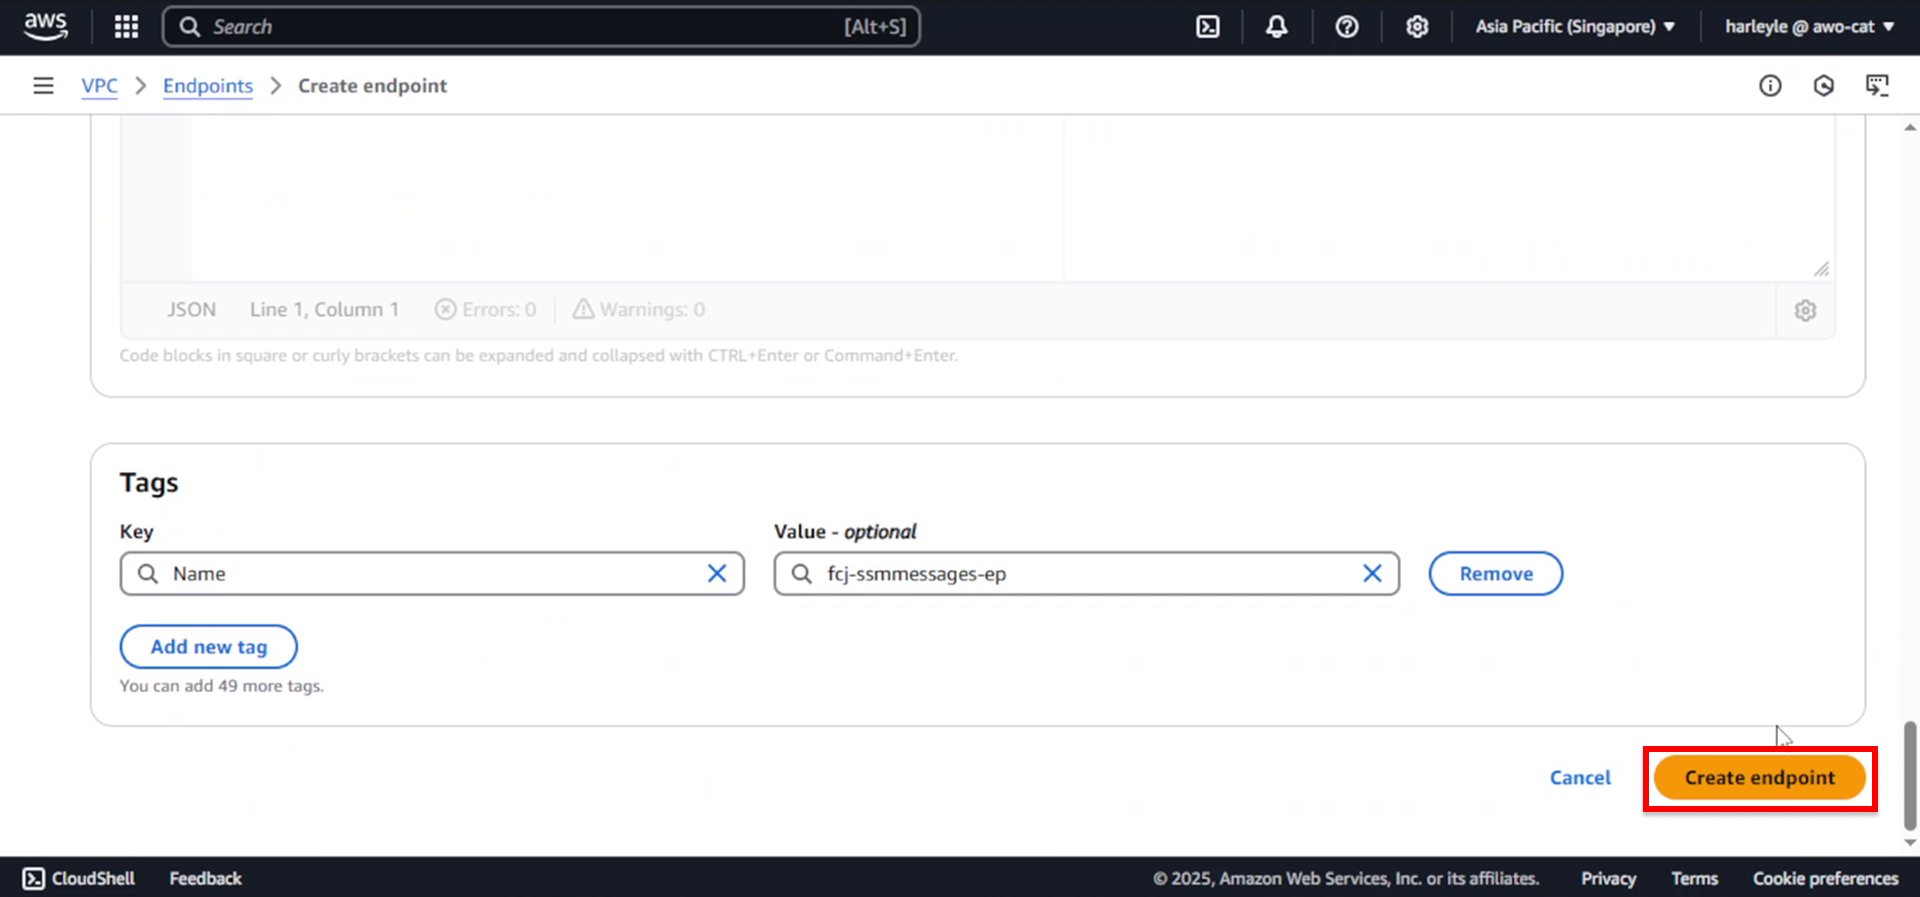 aws
Search
[Alt+S]
Asia Pacific (Singapore)
harleyle @ awo-cat
VPC
Endpoints
Create endpoint
JSON
Line 1, Column 1
Errors: 0
Warnings: 0
Code blocks in square or curly brackets can be expanded and collapsed with CTRL+Enter or Command+Enter.
Tags
Key
Value - optional
Name
fcj-ssmmessages-ep
Remove
Add new tag
You can add 49 more tags.
Cancel
Create endpoint
CloudShell
Feedback
© 2025, Amazon Web Services, Inc. or its affiliates.
Privacy
Terms
Cookie preferences